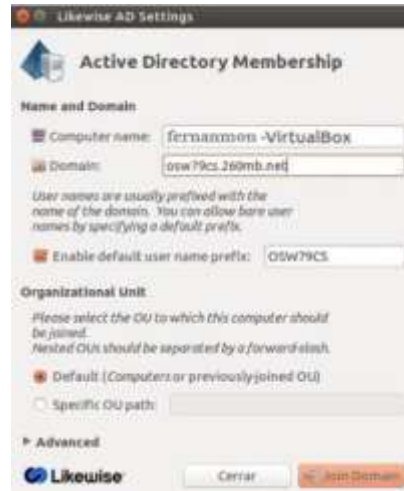 Likewise AD Settings
Active Directory Membership
Name and Domain
Computer name: fernanmon -VirtualBox
Domain: osw79cs.260mb.net
User names are usually prefixed with the
name of the domain. You can allow bare user
names by specifying a default prefix.
Enable default user name prefix: OSW79CS
Organizational Unit
Please select the OU to which this computer should
be joined.
Nested OUs should be separated by a forward slash.
Default (Computers or previously-joined OU)
Specific OU path:
Advanced
Likewise
Cerrar
Join Domain